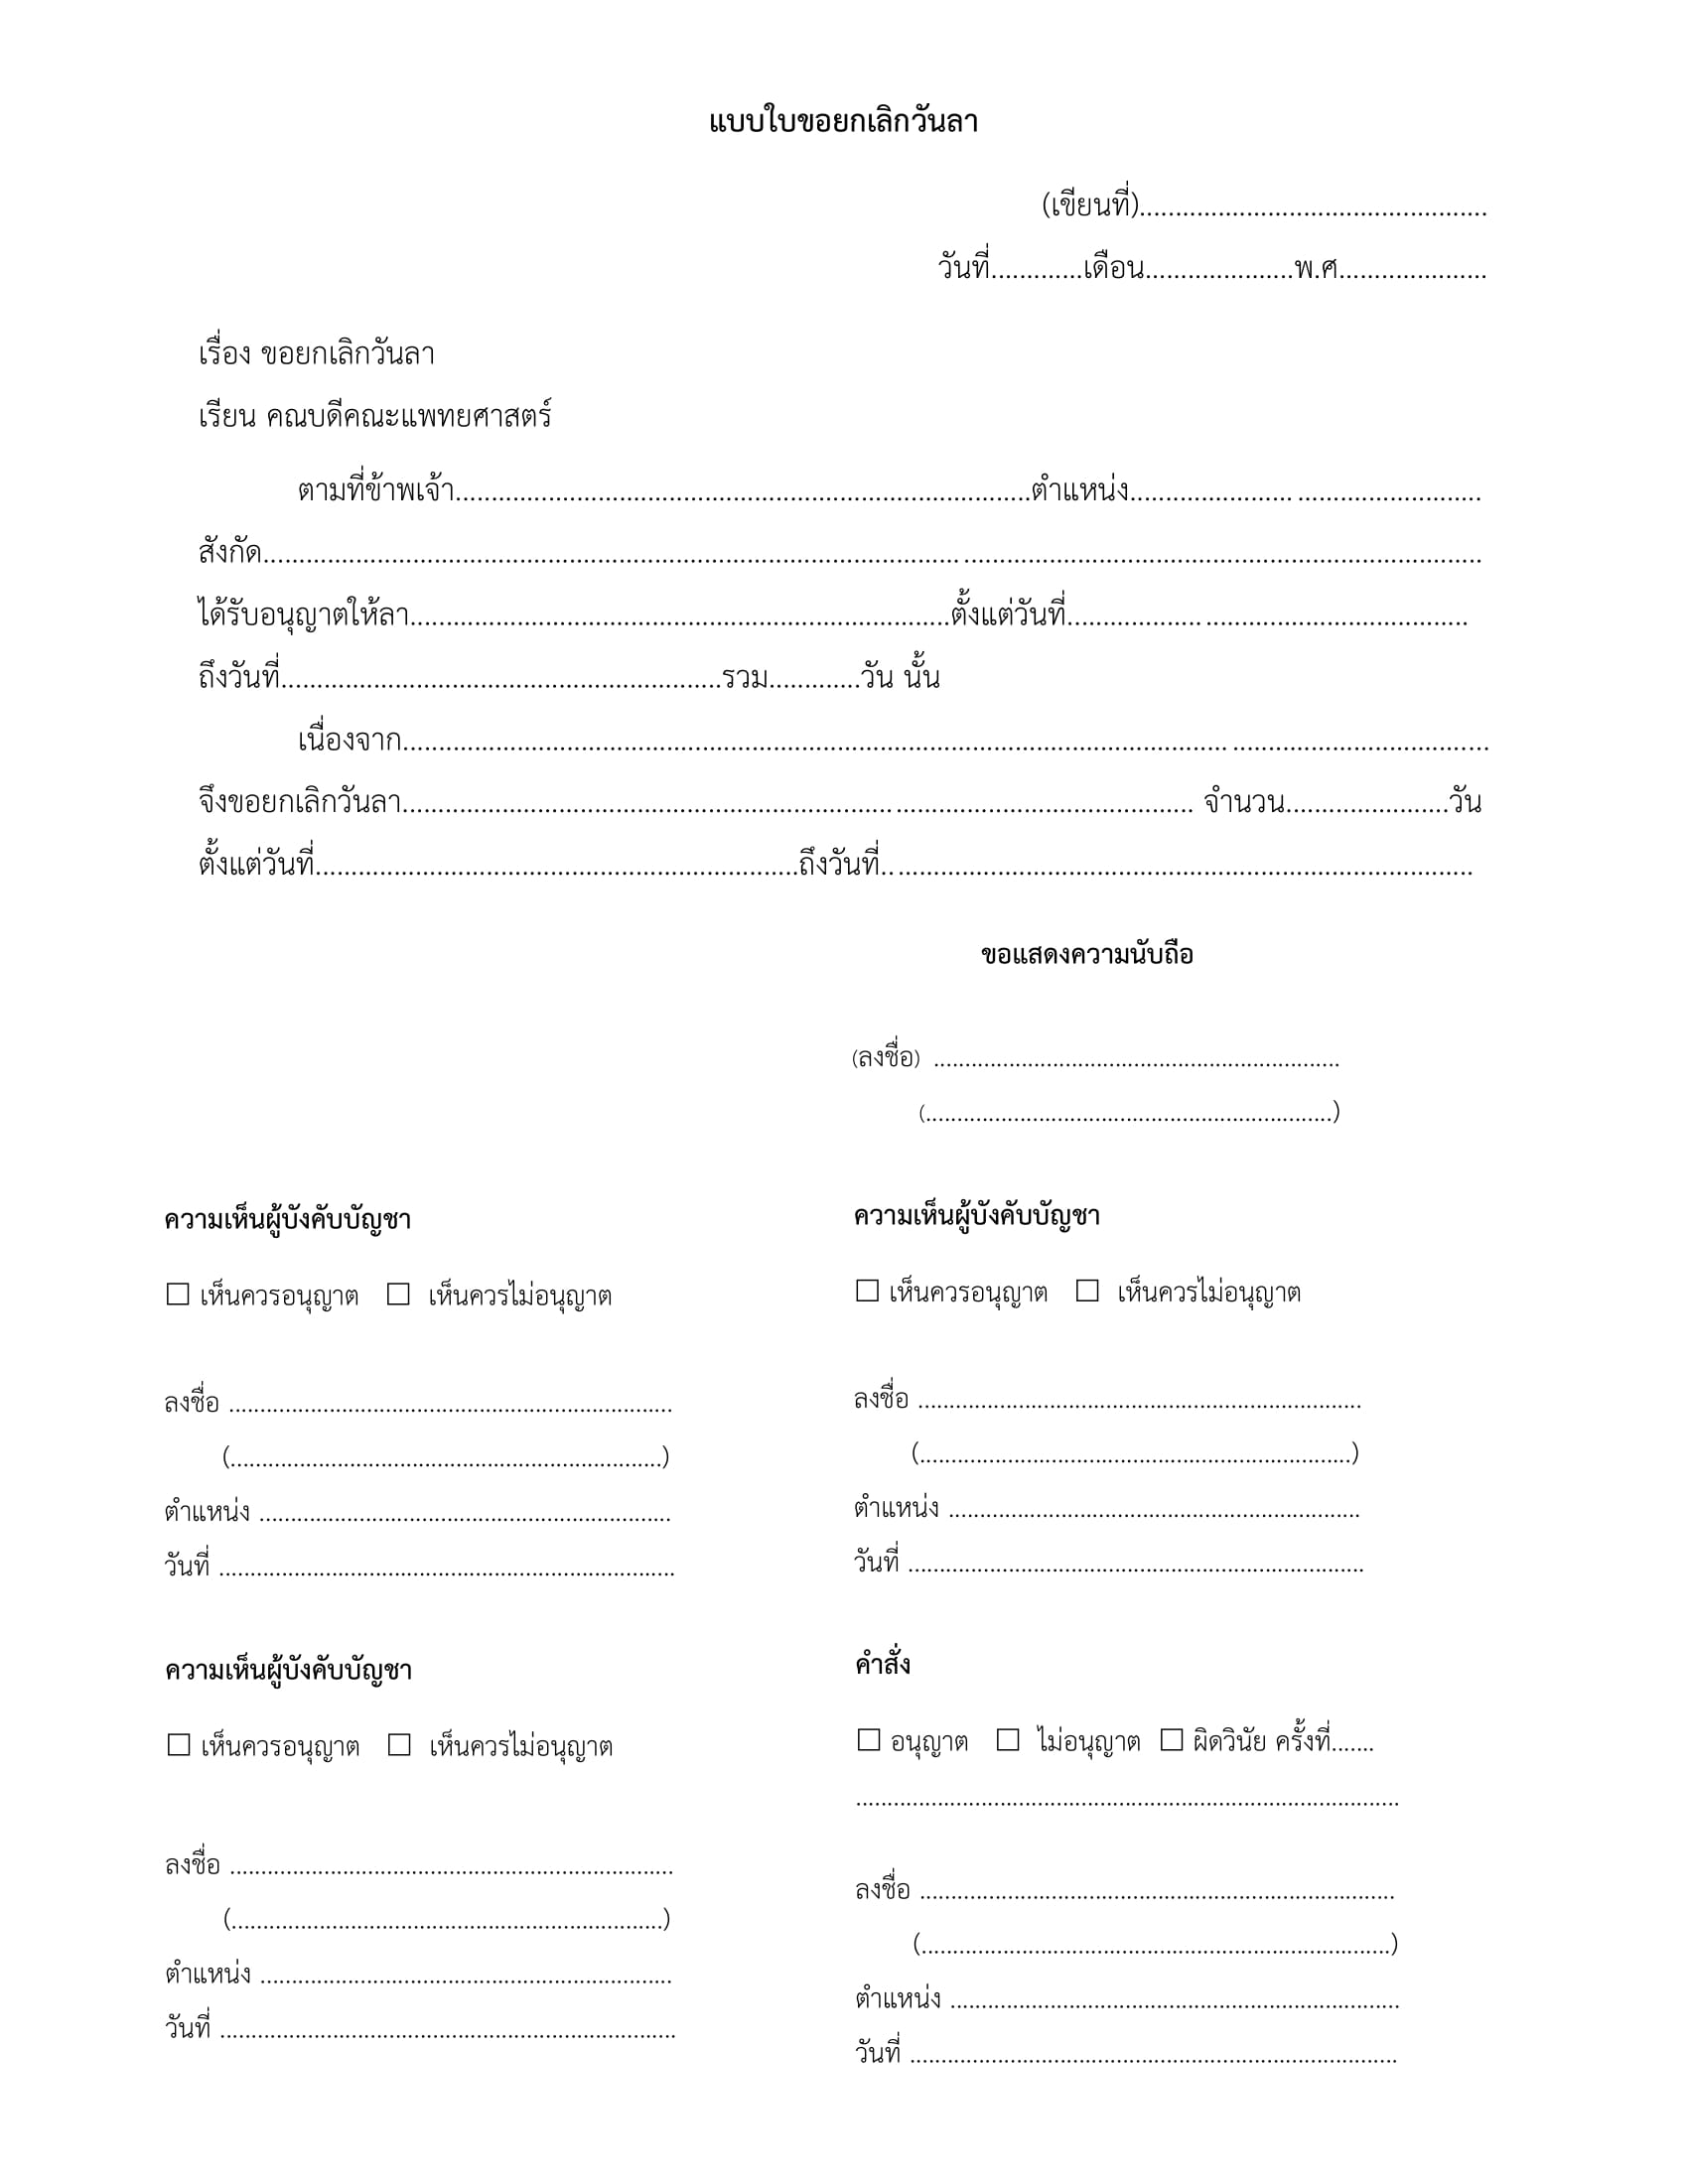 แบบใบขอยกเลิกวันลา
(เขียนที่).................................................
วันที่.............เดือน.....................พ.ศ.....................
เรื่อง ขอยกเลิกวันลา
เรียน คณบดีคณะแพทยศาสตร์
ตามที่ข้าพเจ้า.................................................................................ตำแหน่ง.................................................
สังกัด............................................................................................................................................................................
ได้รับอนุญาตให้ลา............................................................................ตั้งแต่วันที่........................................................
ถึงวันที่..............................................................รวม.............วัน นั้น
เนื่องจาก........................................................................................................................................................
จึงขอยกเลิกวันลา............................................................................................................... จำนวน.......................วัน
ตั้งแต่วันที่....................................................................ถึงวันที่...................................................................................
ขอแสดงความนับถือ
(ลงชื่อ) .................................................................
(.................................................................)
ความเห็นผู้บังคับบัญชา
☐ เห็นควรอนุญาต ☐ เห็นควรไม่อนุญาต
ลงชื่อ .......................................................................
(.....................................................................)
ตำแหน่ง ..................................................................
วันที่ .........................................................................
ความเห็นผู้บังคับบัญชา
☐ เห็นควรอนุญาต ☐ เห็นควรไม่อนุญาต
ลงชื่อ .......................................................................
(.....................................................................)
ตำแหน่ง ..................................................................
วันที่ .........................................................................
ความเห็นผู้บังคับบัญชา
☐ เห็นควรอนุญาต ☐ เห็นควรไม่อนุญาต
ลงชื่อ .......................................................................
(.....................................................................)
ตำแหน่ง ..................................................................
วันที่ .........................................................................
คำสั่ง
☐ อนุญาต ☐ ไม่อนุญาต ☐ ผิดวินัย ครั้งที่.......
.......................................................................................
ลงชื่อ ............................................................................
(...........................................................................)
ตำแหน่ง ........................................................................
วันที่ ..............................................................................